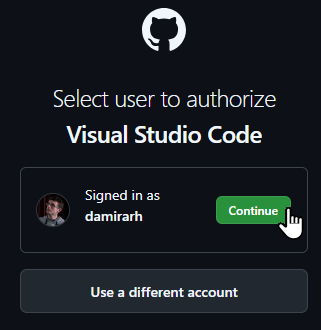 Select user to authorize
Visual Studio Code
Signed in as
damirarh
Continue
Use a different account